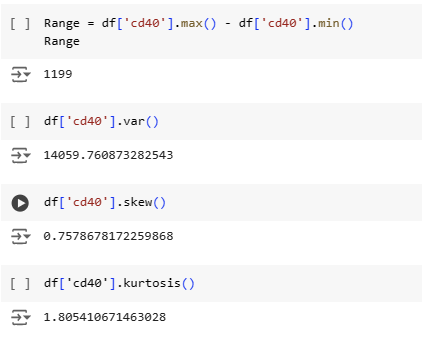 [ ] Range = df['cd40'].max() - df['cd40'].min()
Range
1199
[ ] df['cd40'].var()
14059.760873282543
df['cd40'].skew()
0.7578678172259868
[ ] df['cd40'].kurtosis()
1.805410671463028